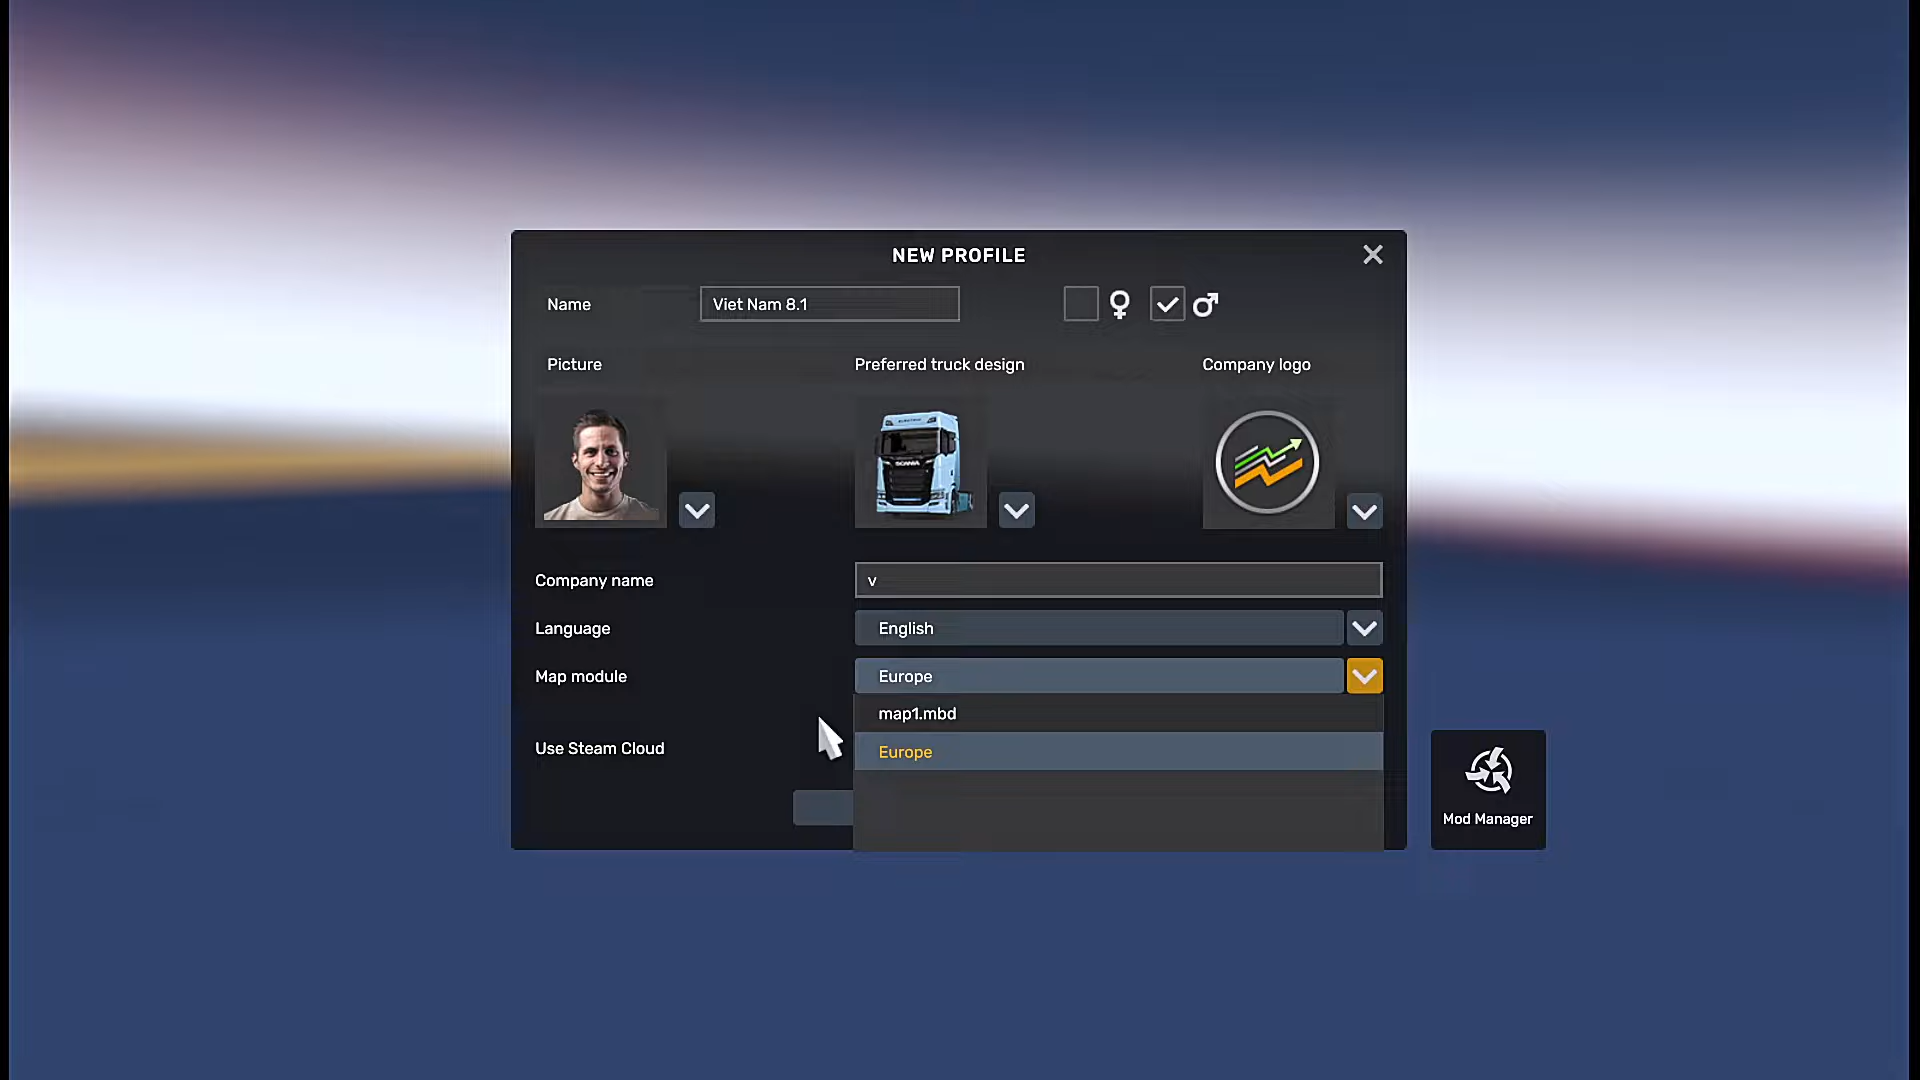 NEW PROFILE
Name
Viet Nam 8.1
Picture
Preferred truck design
Company logo
SCANIA
Company name
v
Language
English
Map module
Europe
map1.mbd
Europe
Use Steam Cloud
Mod Manager